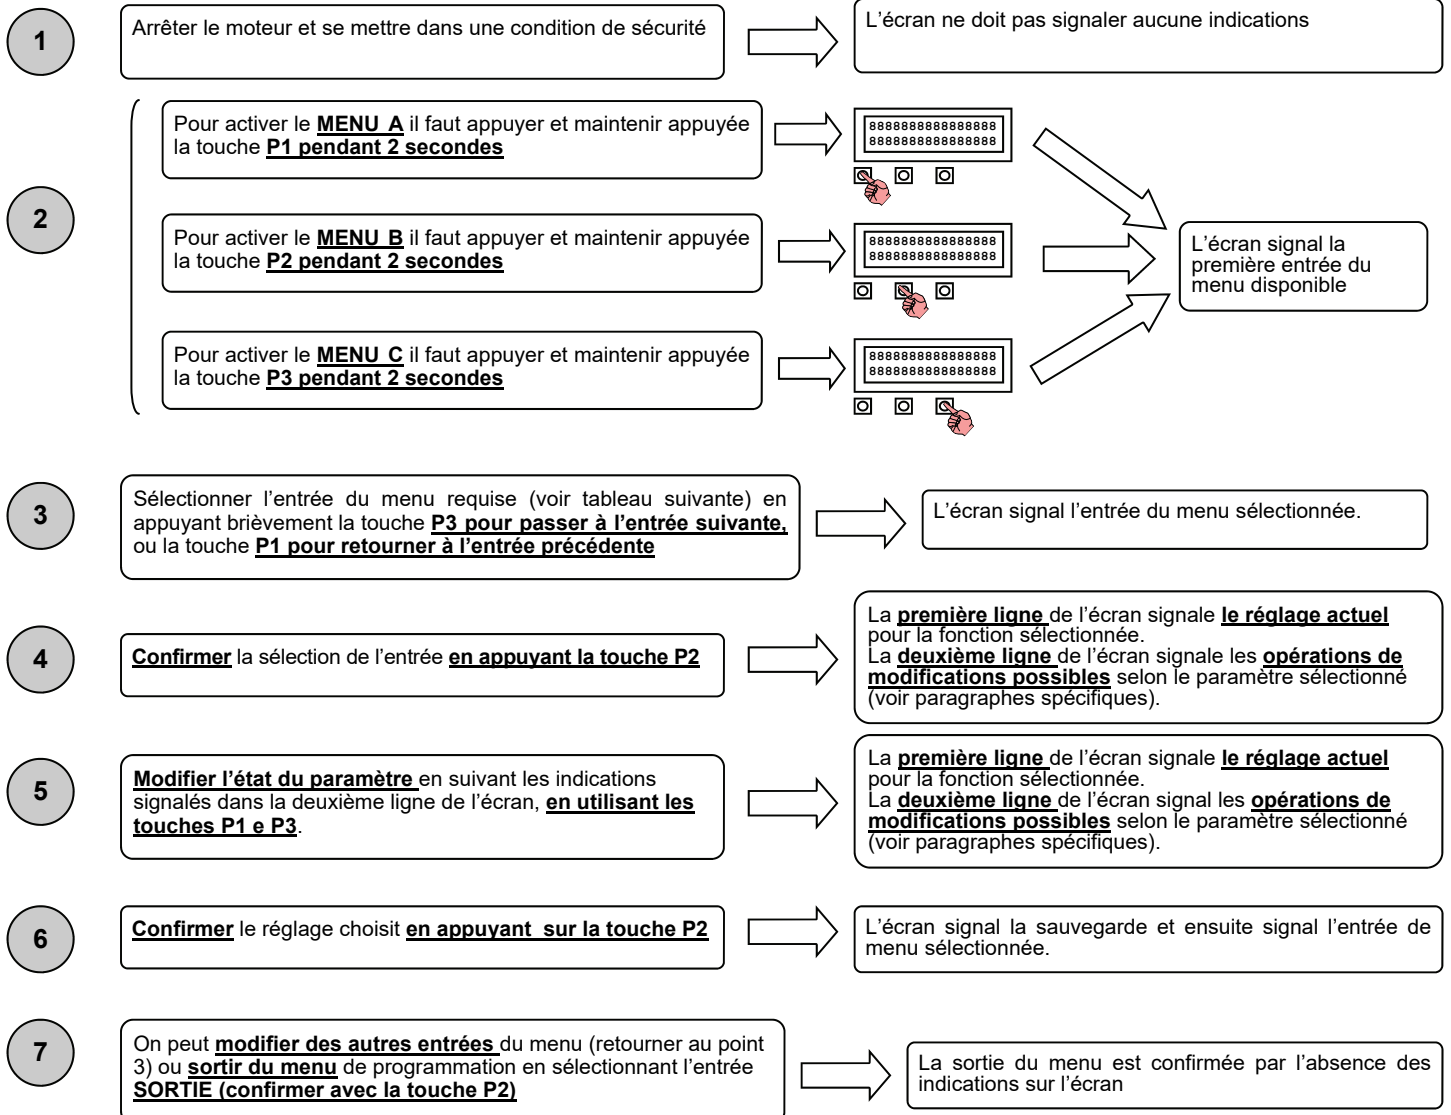 1
Arrêter le moteur et se mettre dans une condition de sécurité
L'écran ne doit pas signaler aucune indications
2
Pour activer le MENU A il faut appuyer et maintenir appuyée
la touche P1 pendant 2 secondes
8888888888888888
8888888888888888
Pour activer le MENU B il faut appuyer et maintenir appuyée
la touche P2 pendant 2 secondes
8888888888888888
8888888888888888
Pour activer le MENU C il faut appuyer et maintenir appuyée
la touche P3 pendant 2 secondes
8888888888888888
8888888888888888
L'écran signal la
première entrée du
menu disponible
3
Sélectionner l'entrée du menu requise (voir tableau suivante) en
appuyant brièvement la touche P3 pour passer à l'entrée suivante,
ou la touche P1 pour retourner à l'entrée précédente
L'écran signal l'entrée du menu sélectionnée.
4
Confirmer la sélection de l'entrée en appuyant la touche P2
La première ligne de l'écran signale le réglage actuel
pour la fonction sélectionnée.
La deuxième ligne de l'écran signale les opérations de
modifications possibles selon le paramètre sélectionné
(voir paragraphes spécifiques).
5
Modifier l'état du paramètre en suivant les indications
signalés dans la deuxième ligne de l'écran, en utilisant les
touches P1 e P3.
La première ligne de l'écran signale le réglage actuel
pour la fonction sélectionnée.
La deuxième ligne de l'écran signal les opérations de
modifications possibles selon le paramètre sélectionné
(voir paragraphes spécifiques).
6
Confirmer le réglage choisit en appuyant sur la touche P2
L'écran signal la sauvegarde et ensuite signal l'entrée de
menu sélectionnée.
7
On peut modifier des autres entrées du menu (retourner au point
3) ou sortir du menu de programmation en sélectionnant l'entrée
SORTIE (confirmer avec la touche P2)
La sortie du menu est confirmée par l'absence des
indications sur l'écran